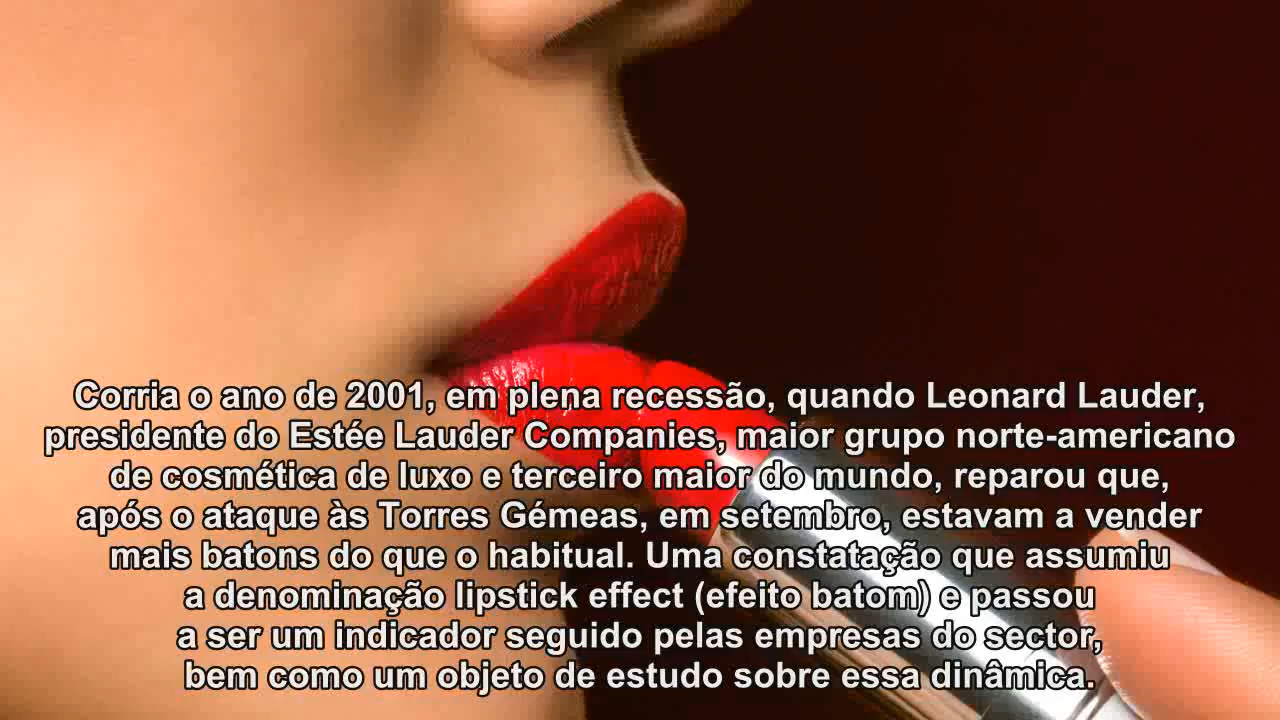 Corria o ano de 2001, em plena recessão, quando Leonard Lauder,
presidente do Estée Lauder Companies, maior grupo norte-americano
de cosmética de luxo e terceiro maior do mundo, reparou que,
após o ataque às Torres Gémeas, em setembro, estavam a vender
mais batons do que o habitual. Uma constatação que assumiu
a denominação lipstick effect (efeito batom) e passou
a ser um indicador seguido pelas empresas do sector,
bem como um objeto de estudo sobre essa dinâmica.